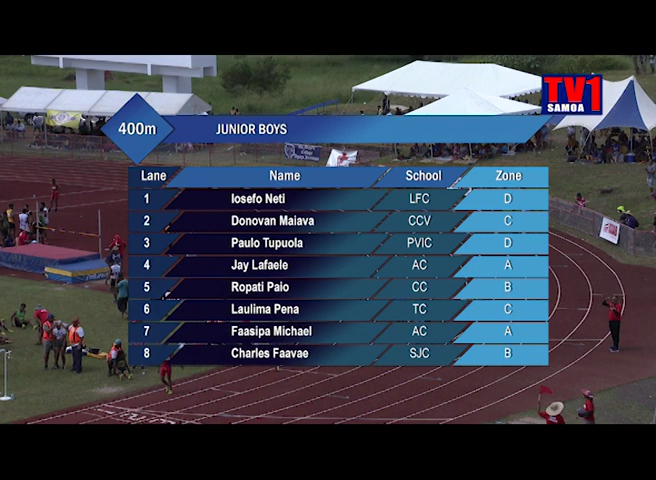 TV1
SAMOA
400m JUNIOR BOYS
Lane Name School Zone
1 Iosefo Neti LFC D
2 Donovan Maiava CCV C
3 Paulo Tupuola PVIC D
4 Jay Lafaele AC A
5 Ropati Paio CC B
6 Laulima Pena TC C
7 Faasipa Michael AC A
8 Charles Faavae SJC B